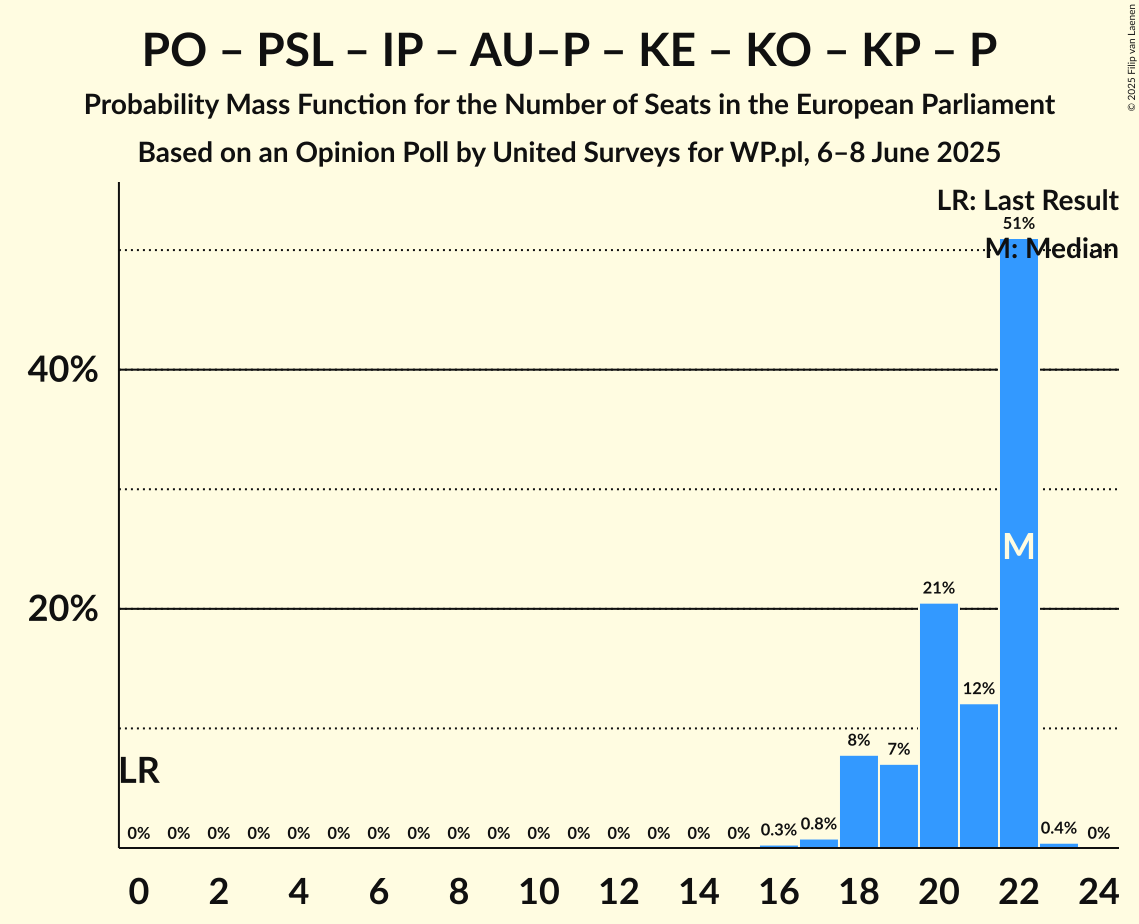 PO – PSL – IP – AU–P – KE – KO – KP – P
Probability Mass Function for the Number of Seats in the European Parliament
Based on an Opinion Poll by United Surveys for WP.pl, 6–8 June 2025
© 2025 Filip van Laenen
LR: Last Result
51%
M: Median
40%
M
21%
20%
12%
8%
7%
LR
0% 0% 0% 0% 0% 0% 0% 0% 0% 0% 0% 0% 0% 0% 0% 0% 0.3% 0.8% 0.4% 0%
0 2 4 6 8 10 12 14 16 18 20 22 24